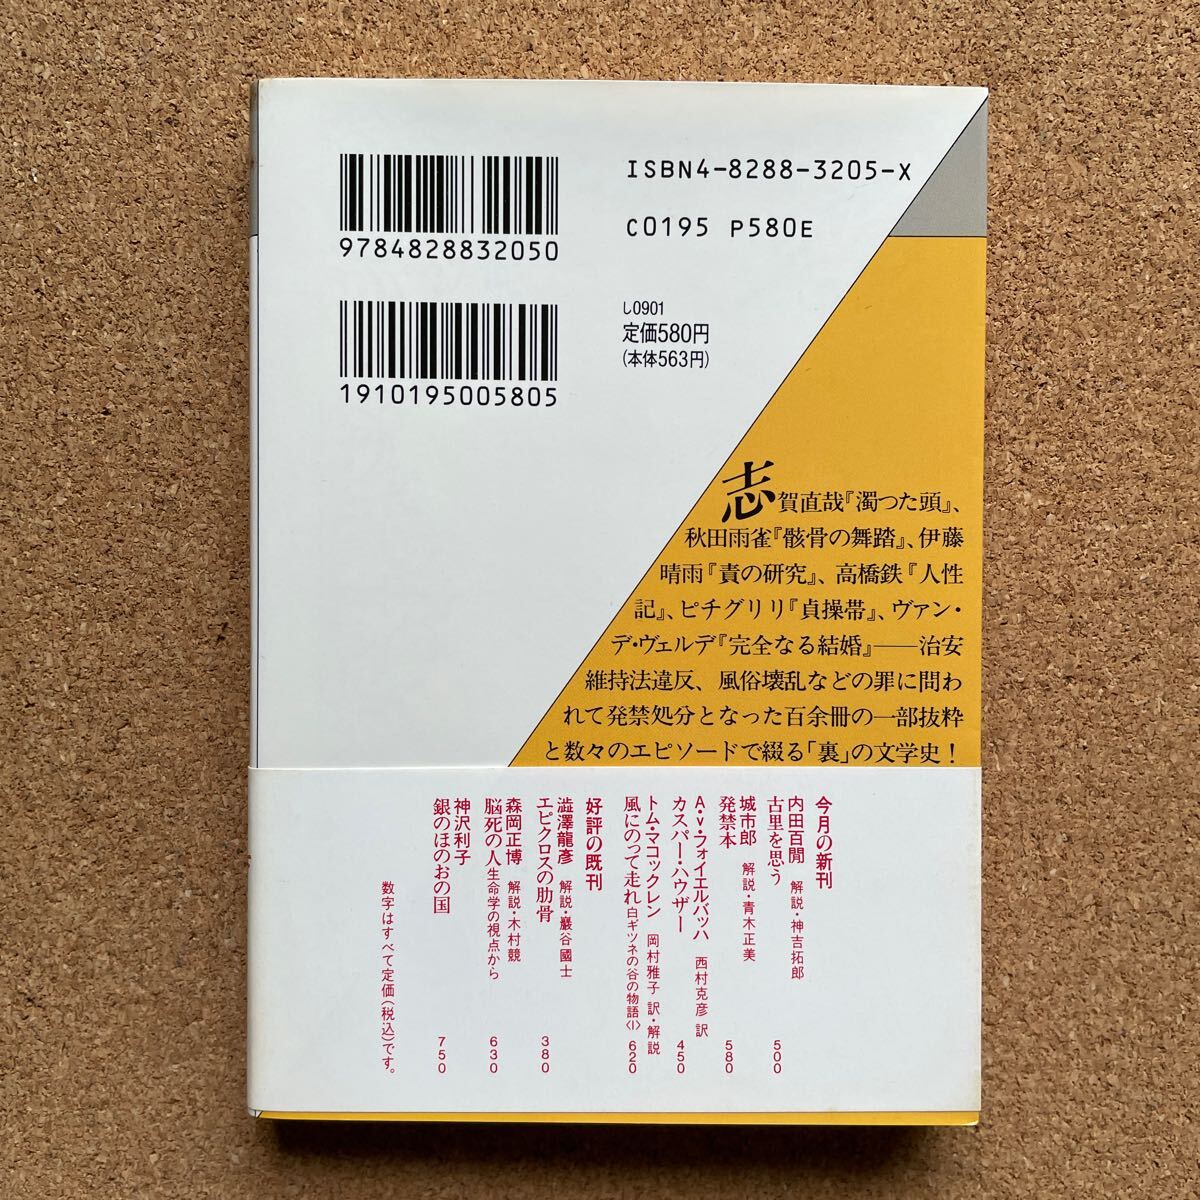 ISBN4-8288-3205-X
C0195 P580E
9784828832050
し0901
定価580円
(本体563円)
1910195005805
志賀直哉『濁つた頭』、
秋田雨雀『骸骨の舞踏』、伊藤
晴雨『責の研究』、高橋鉄『人性
記』、ピチグリリ『貞操帯』、ヴァン・
デ・ヴェルデ『完全なる結婚』──治安
維持法違反、風俗壊乱などの罪に問わ
れて発禁処分となった百余冊の一部抜粋
と数々のエピソードで綴る「裏」の文学史!
今月の新刊
内田百閒 解説・神吉拓郎
古里を思う 500
城市郎 解説・青木正美
発禁本 580
A・v・フォイエルバッハ 西村克彦 訳
カスパー・ハウザー 450
トム・マコックレン 岡村雅子 訳・解説
風にのって走れ 白ギツネの谷の物語〈I〉 620
好評の既刊
澁澤龍彥 解説・巖谷國士
エピクロスの肋骨 380
森岡正博 解説・木村競
脳死の人 生命学の視点から 630
神沢利子
銀のほのおの国 750
数字はすべて定価(税込)です。